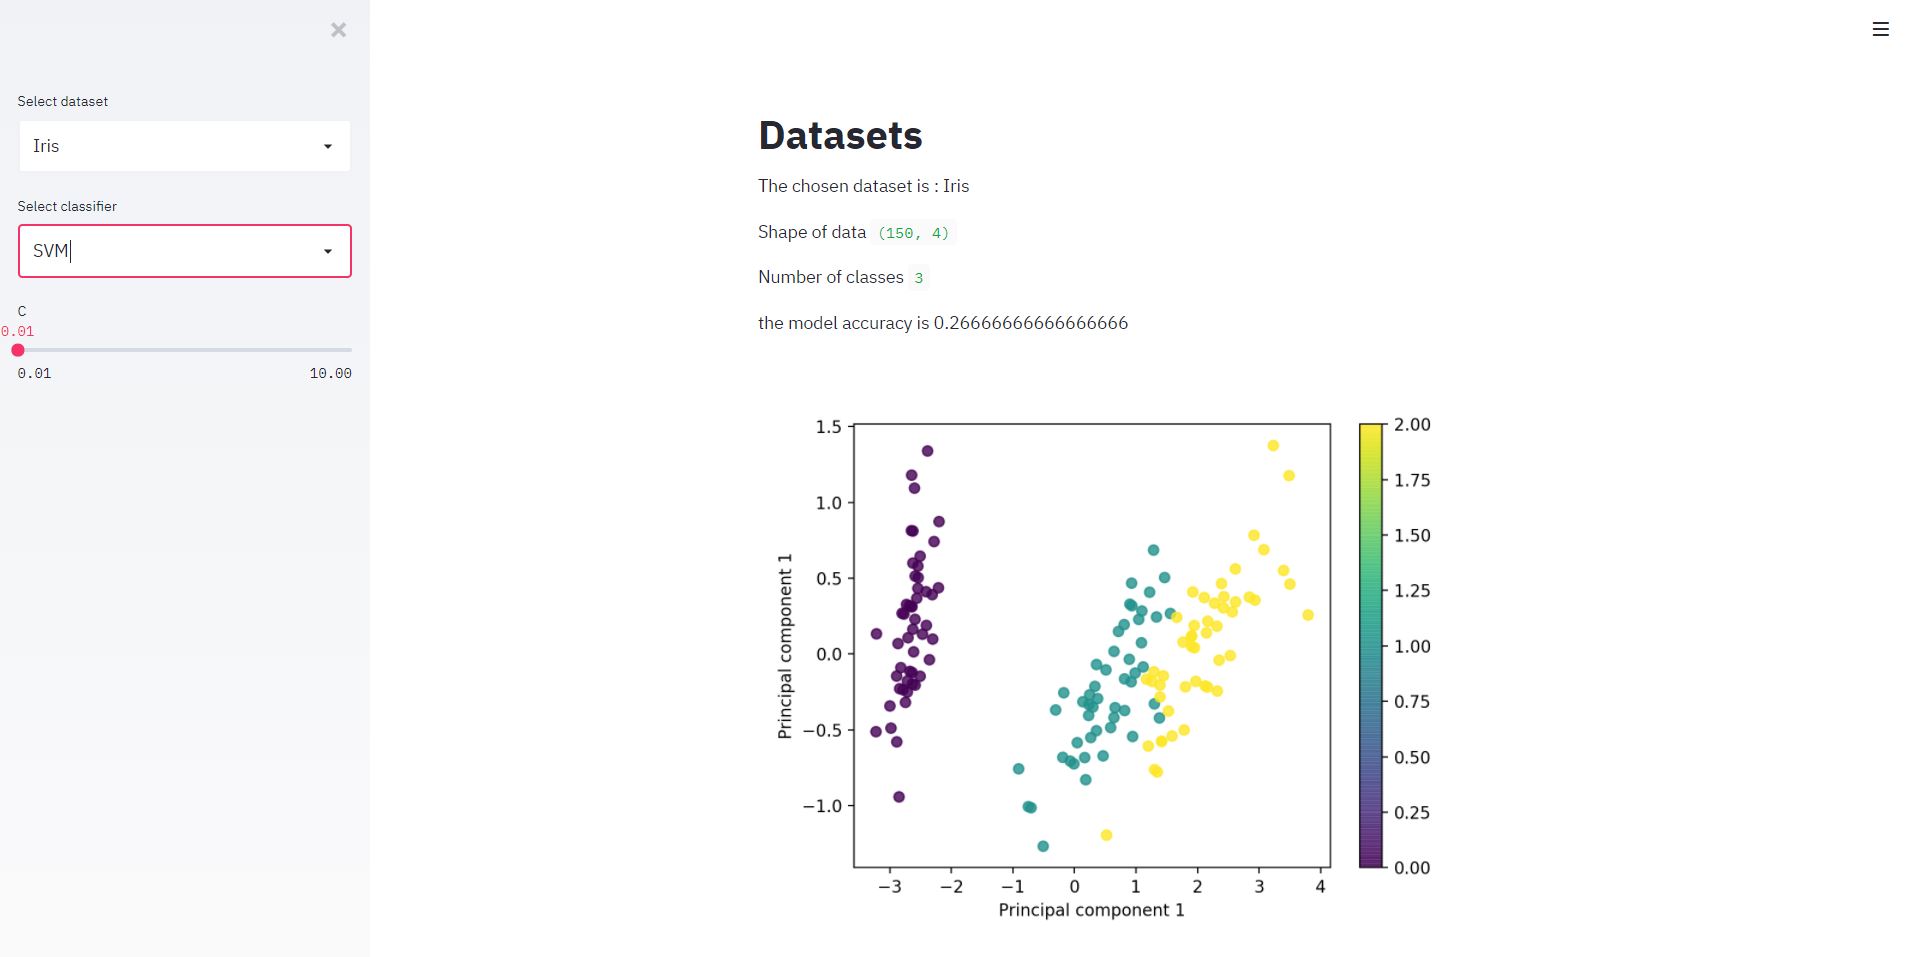 Select dataset
Iris
Select classifier
SVM
C
0.01
0.01 10.00
Datasets
The chosen dataset is : Iris
Shape of data (150, 4)
Number of classes 3
the model accuracy is 0.26666666666666666
1.5
1.0
0.5
0.0
−0.5
−1.0
Principal component 1
−3 −2 −1 0 1 2 3 4
Principal component 1
2.00
1.75
1.50
1.25
1.00
0.75
0.50
0.25
0.00